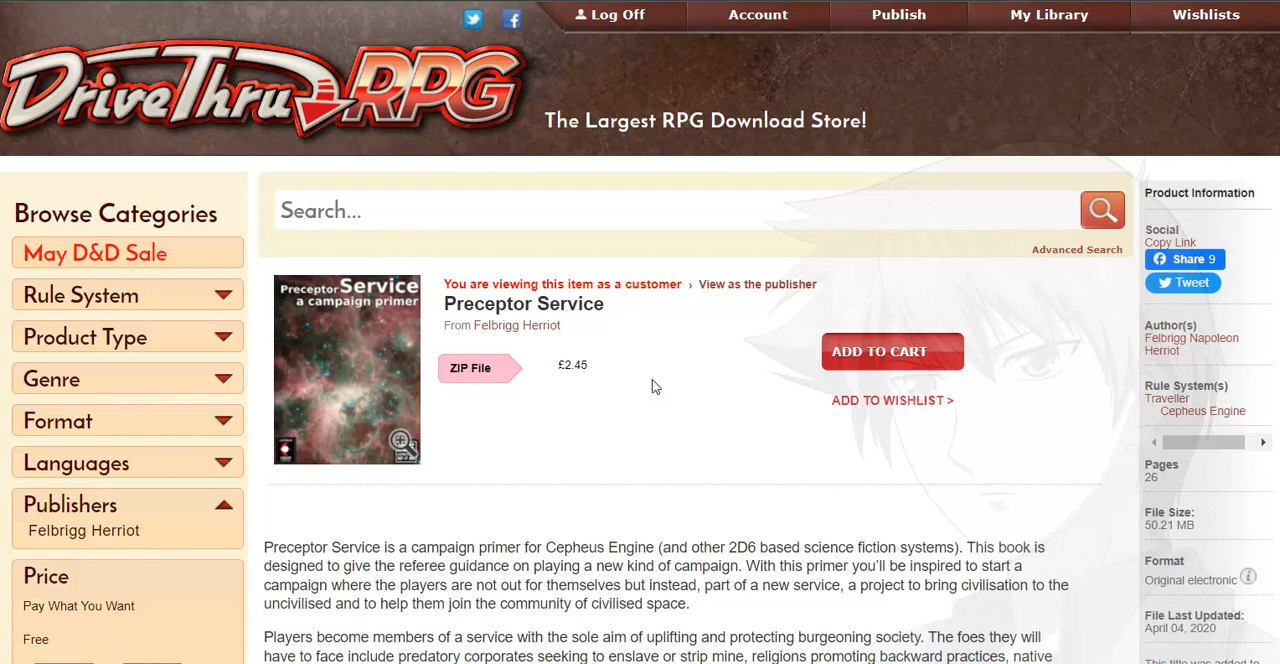 Log Off
Account
Publish
My Library
Wishlists
DriveThruRPG
The Largest RPG Download Store!
Browse Categories
May D&D Sale
Rule System
Product Type
Genre
Format
Languages
Publishers
Felbrigg Herriot
Price
Pay What You Want
Free
Search...
Advanced Search
Preceptor Service
a campaign primer
You are viewing this item as a customer › View as the publisher
Preceptor Service
From Felbrigg Herriot
ZIP File
£2.45
ADD TO CART
ADD TO WISHLIST >
Preceptor Service is a campaign primer for Cepheus Engine (and other 2D6 based science fiction systems). This book is
designed to give the referee guidance on playing a new kind of campaign. With this primer you'll be inspired to start a
campaign where the players are not out for themselves but instead, part of a new service, a project to bring civilisation to the
uncivilised and to help them join the community of civilised space.
Players become members of a service with the sole aim of uplifting and protecting burgeoning society. The foes they will
have to face include predatory corporates seeking to enslave or strip mine, religions promoting backward practices, native
Product Information
Social
Copy Link
Share 9
Tweet
Author(s)
Felbrigg Napoleon
Herriot
Rule System(s)
Traveller
Cepheus Engine
Pages
26
File Size:
50.21 MB
Format
Original electronic
File Last Updated:
April 04, 2020
This title was added to